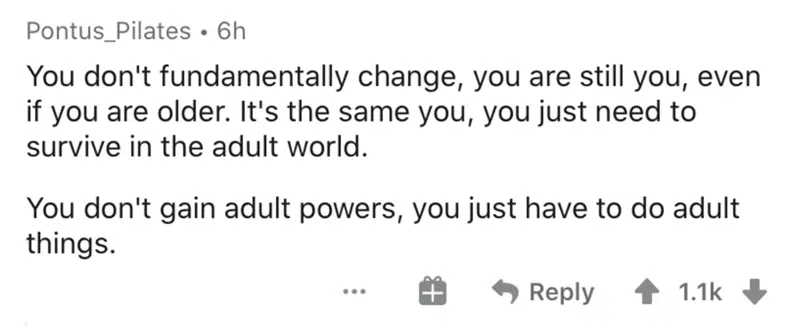 Pontus_Pilates • 6h
You don't fundamentally change, you are still you, even
if you are older. It's the same you, you just need to
survive in the adult world.
You don't gain adult powers, you just have to do adult
things.
Reply 1.1k